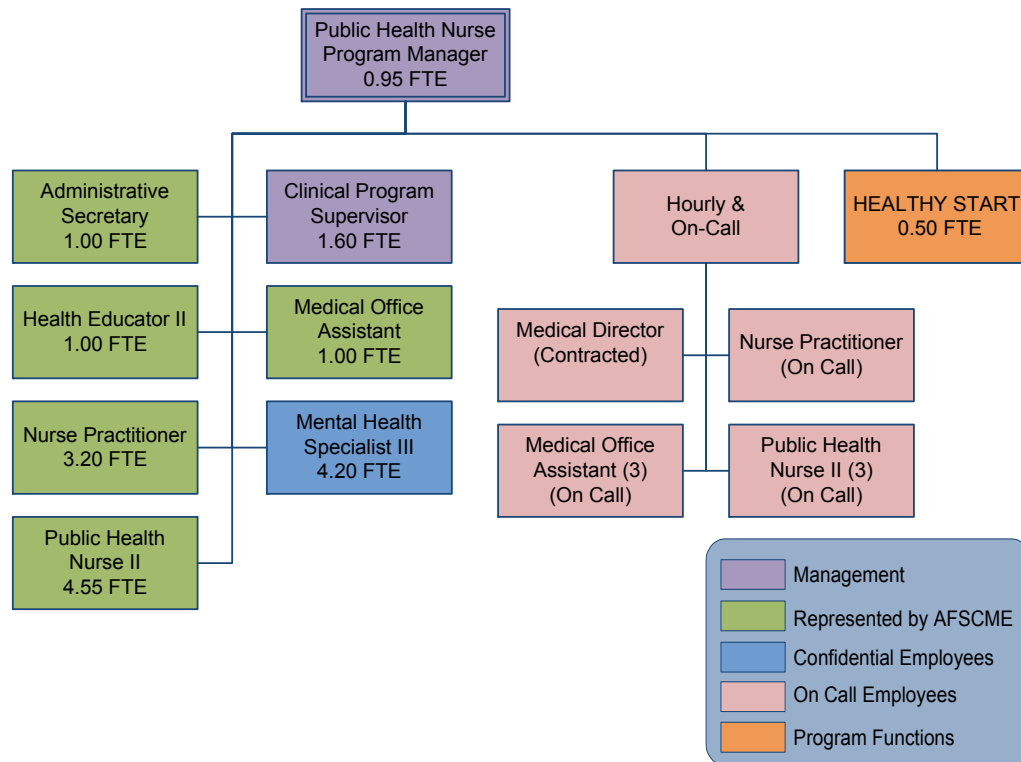 Public Health Nurse
Program Manager
0.95 FTE
Administrative
Secretary
1.00 FTE
Clinical Program
Supervisor
1.60 FTE
Hourly &
On-Call
HEALTHY START
0.50 FTE
Health Educator II
1.00 FTE
Medical Office
Assistant
1.00 FTE
Medical Director
(Contracted)
Nurse Practitioner
(On Call)
Nurse Practitioner
3.20 FTE
Mental Health
Specialist III
4.20 FTE
Medical Office
Assistant (3)
(On Call)
Public Health
Nurse II (3)
(On Call)
Public Health
Nurse II
4.55 FTE
Management
Represented by AFSCME
Confidential Employees
On Call Employees
Program Functions